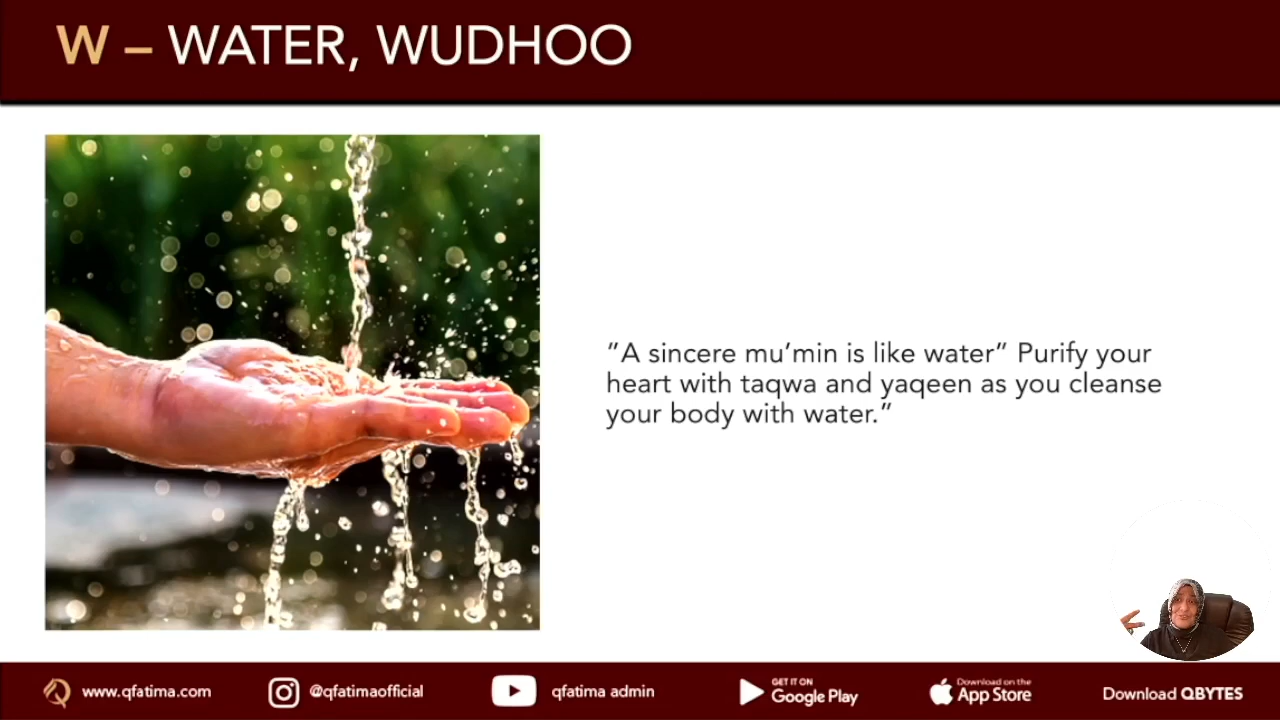 W – WATER, WUDHOO
”A sincere mu’min is like water” Purify your
heart with taqwa and yaqeen as you cleanse
your body with water.”
www.qfatima.com
@qfatimaofficial
qfatima admin
GET IT ON
Google Play
Download on the
App Store
Download QBYTES